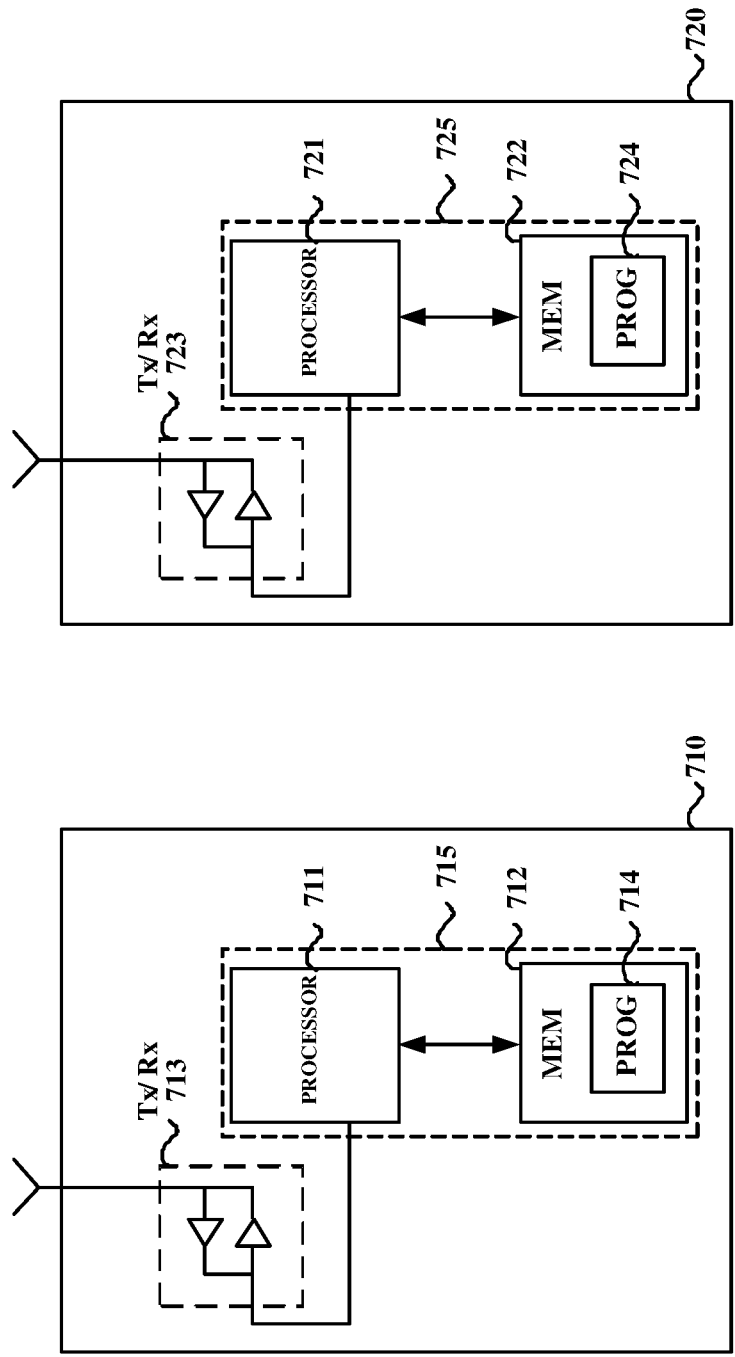 710
Tx/Rx
713
PROCESSOR
711
715
MEM
712
PROG
714
720
Tx/Rx
723
PROCESSOR
721
725
MEM
722
PROG
724